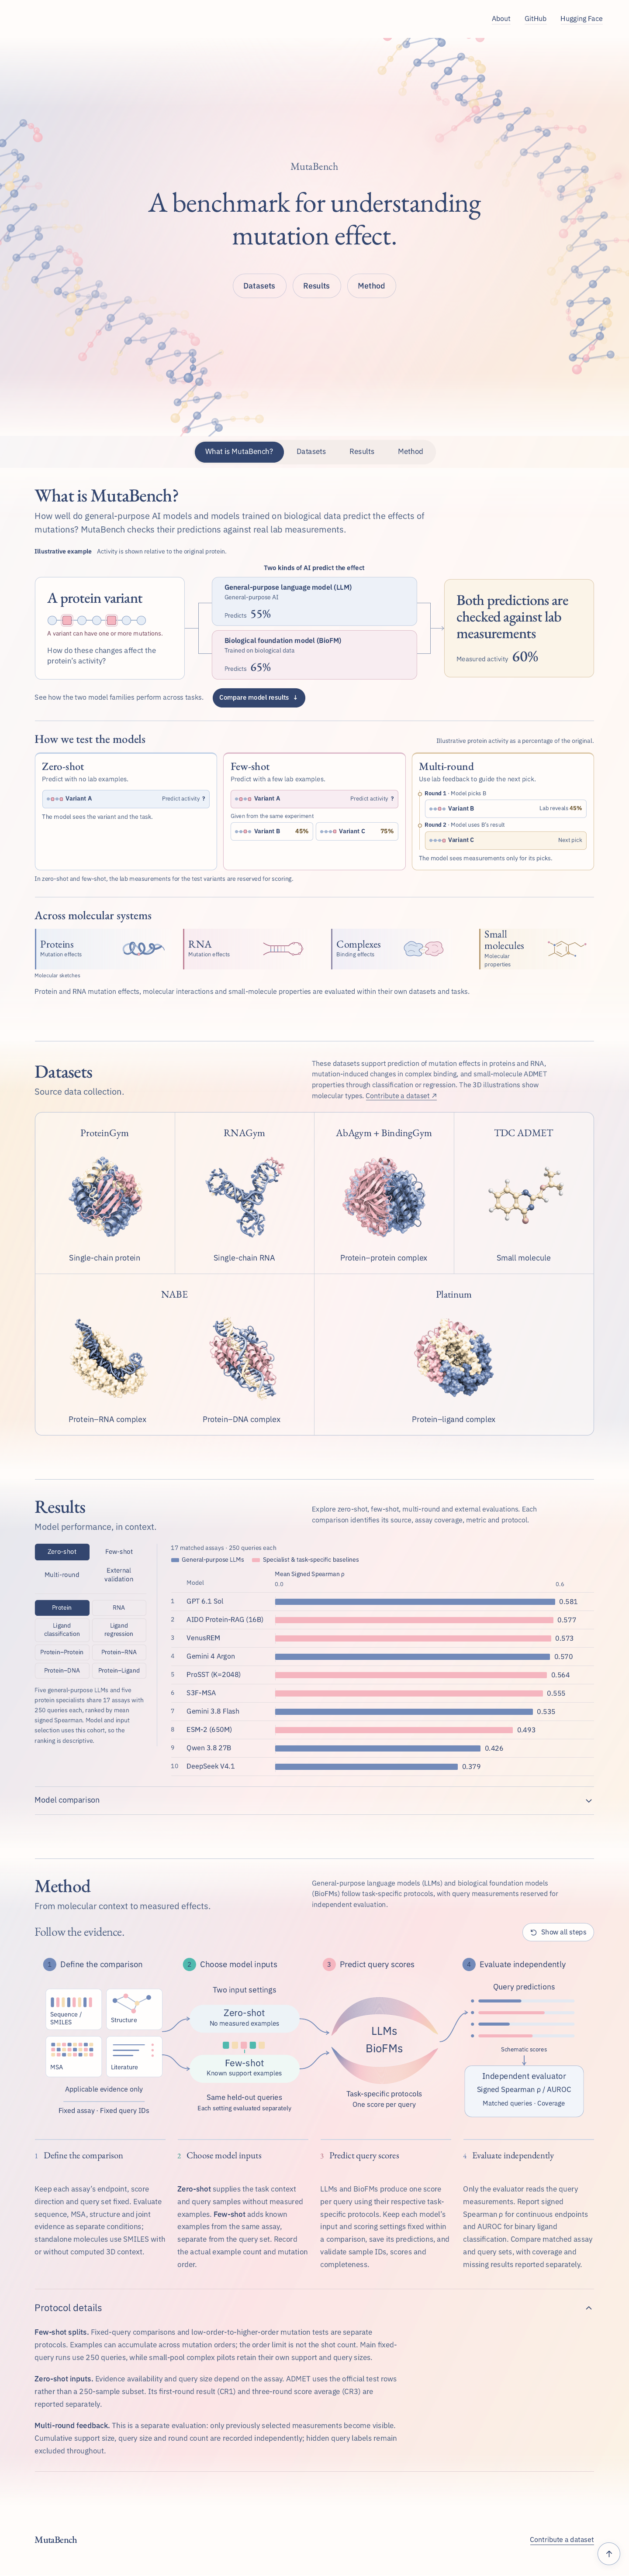 About GitHub Hugging Face
MutaBench
A benchmark for understanding
mutation effect.
Datasets Results Method
What is MutaBench? Datasets Results Method
What is MutaBench?
How well do general-purpose AI models and models trained on biological data predict the effects of
mutations? MutaBench checks their predictions against real lab measurements.
Illustrative example Activity is shown relative to the original protein.
Two kinds of AI predict the effect
A protein variant
A variant can have one or more mutations.
How do these changes affect the
protein's activity?
General-purpose language model (LLM)
General-purpose AI
Predicts 55%
Biological foundation model (BioFM)
Trained on biological data
Predicts 65%
Both predictions are
checked against lab
measurements
Measured activity 60%
See how the two model families perform across tasks. Compare model results ↓
How we test the models
Illustrative protein activity as a percentage of the original.
Zero-shot
Predict with no lab examples.
Variant A Predict activity ?
The model sees the variant and the task.
Few-shot
Predict with a few lab examples.
Variant A Predict activity ?
Given from the same experiment
Variant B 45% Variant C 75%
Multi-round
Use lab feedback to guide the next pick.
Round 1 · Model picks B
Variant B Lab reveals 45%
Round 2 · Model uses B's result
Variant C Next pick
The model sees measurements only for its picks.
In zero-shot and few-shot, the lab measurements for the test variants are reserved for scoring.
Across molecular systems
Proteins
Mutation effects
RNA
Mutation effects
Complexes
Binding effects
Small
molecules
Molecular
properties
Molecular sketches
Protein and RNA mutation effects, molecular interactions and small-molecule properties are evaluated within their own datasets and tasks.
Datasets
Source data collection.
These datasets support prediction of mutation effects in proteins and RNA,
mutation-induced changes in complex binding, and small-molecule ADMET
properties through classification or regression. The 3D illustrations show
molecular types. Contribute a dataset ↗
ProteinGym RNAGym AbAgym + BindingGym TDC ADMET
Single-chain protein Single-chain RNA Protein–protein complex Small molecule
NABE Platinum
Protein–RNA complex Protein–DNA complex Protein–ligand complex
Results
Model performance, in context.
Explore zero-shot, few-shot, multi-round and external evaluations. Each
comparison identifies its source, assay coverage, metric and protocol.
Zero-shot Few-shot
Multi-round External
validation
Protein RNA
Ligand
classification
Ligand
regression
Protein–Protein Protein–RNA
Protein–DNA Protein–Ligand
Five general-purpose LLMs and five
protein specialists share 17 assays with
250 queries each, ranked by mean
signed Spearman. Model and input
selection uses this cohort, so the
ranking is descriptive.
17 matched assays · 250 queries each
General-purpose LLMs Specialist & task-specific baselines
Model Mean Signed Spearman ρ
0.0 0.6
1 GPT 6.1 Sol 0.581
2 AIDO Protein-RAG (16B) 0.577
3 VenusREM 0.573
4 Gemini 4 Argon 0.570
5 ProSST (K=2048) 0.564
6 S3F-MSA 0.555
7 Gemini 3.8 Flash 0.535
8 ESM-2 (650M) 0.493
9 Qwen 3.8 27B 0.426
10 DeepSeek V4.1 0.379
Model comparison
Method
From molecular context to measured effects.
General-purpose language models (LLMs) and biological foundation models
(BioFMs) follow task-specific protocols, with query measurements reserved for
independent evaluation.
Follow the evidence.
Show all steps
1 Define the comparison
2 Choose model inputs
3 Predict query scores
4 Evaluate independently
Sequence /
SMILES
Structure
MSA
Literature
Applicable evidence only
Fixed assay · Fixed query IDs
Two input settings
Zero-shot
No measured examples
Few-shot
Known support examples
Same held-out queries
Each setting evaluated separately
LLMs
BioFMs
Task-specific protocols
One score per query
Query predictions
Schematic scores
Independent evaluator
Signed Spearman ρ / AUROC
Matched queries · Coverage
1 Define the comparison
Keep each assay's endpoint, score
direction and query set fixed. Evaluate
sequence, MSA, structure and joint
evidence as separate conditions;
standalone molecules use SMILES with
or without computed 3D context.
2 Choose model inputs
Zero-shot supplies the task context
and query samples without measured
examples. Few-shot adds known
examples from the same assay,
separate from the query set. Record
the actual example count and mutation
order.
3 Predict query scores
LLMs and BioFMs produce one score
per query using their respective task-
specific protocols. Keep each model's
input and scoring settings fixed within
a comparison, save its predictions, and
validate sample IDs, scores and
completeness.
4 Evaluate independently
Only the evaluator reads the query
measurements. Report signed
Spearman ρ for continuous endpoints
and AUROC for binary ligand
classification. Compare matched assay
and query sets, with coverage and
missing results reported separately.
Protocol details
Few-shot splits. Fixed-query comparisons and low-order-to-higher-order mutation tests are separate
protocols. Examples can accumulate across mutation orders; the order limit is not the shot count. Main fixed-
query runs use 250 queries, while small-pool complex pilots retain their own support and query sizes.
Zero-shot inputs. Evidence availability and query size depend on the assay. ADMET uses the official test rows
rather than a 250-sample subset. Its first-round result (CR1) and three-round score average (CR3) are
reported separately.
Multi-round feedback. This is a separate evaluation: only previously selected measurements become visible.
Cumulative support size, query size and round count are recorded independently; hidden query labels remain
excluded throughout.
MutaBench
Contribute a dataset